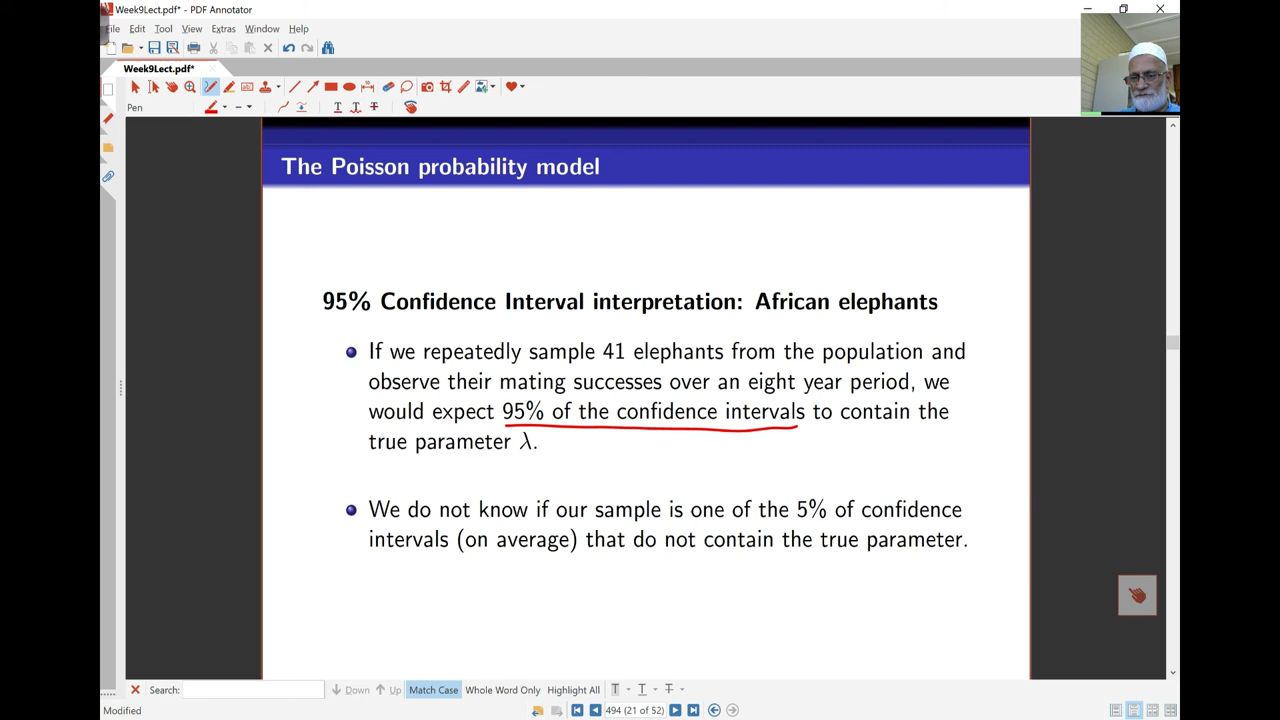 Week9Lect.pdf* - PDF Annotator
File Edit Tool View Extras Window Help
Week9Lect.pdf*
Pen
The Poisson probability model
95% Confidence Interval interpretation: African elephants
If we repeatedly sample 41 elephants from the population and
observe their mating successes over an eight year period, we
would expect 95% of the confidence intervals to contain the
true parameter λ.
We do not know if our sample is one of the 5% of confidence
intervals (on average) that do not contain the true parameter.
Search: Down Up Match Case Whole Word Only Highlight All
Modified 494 (21 of 52)